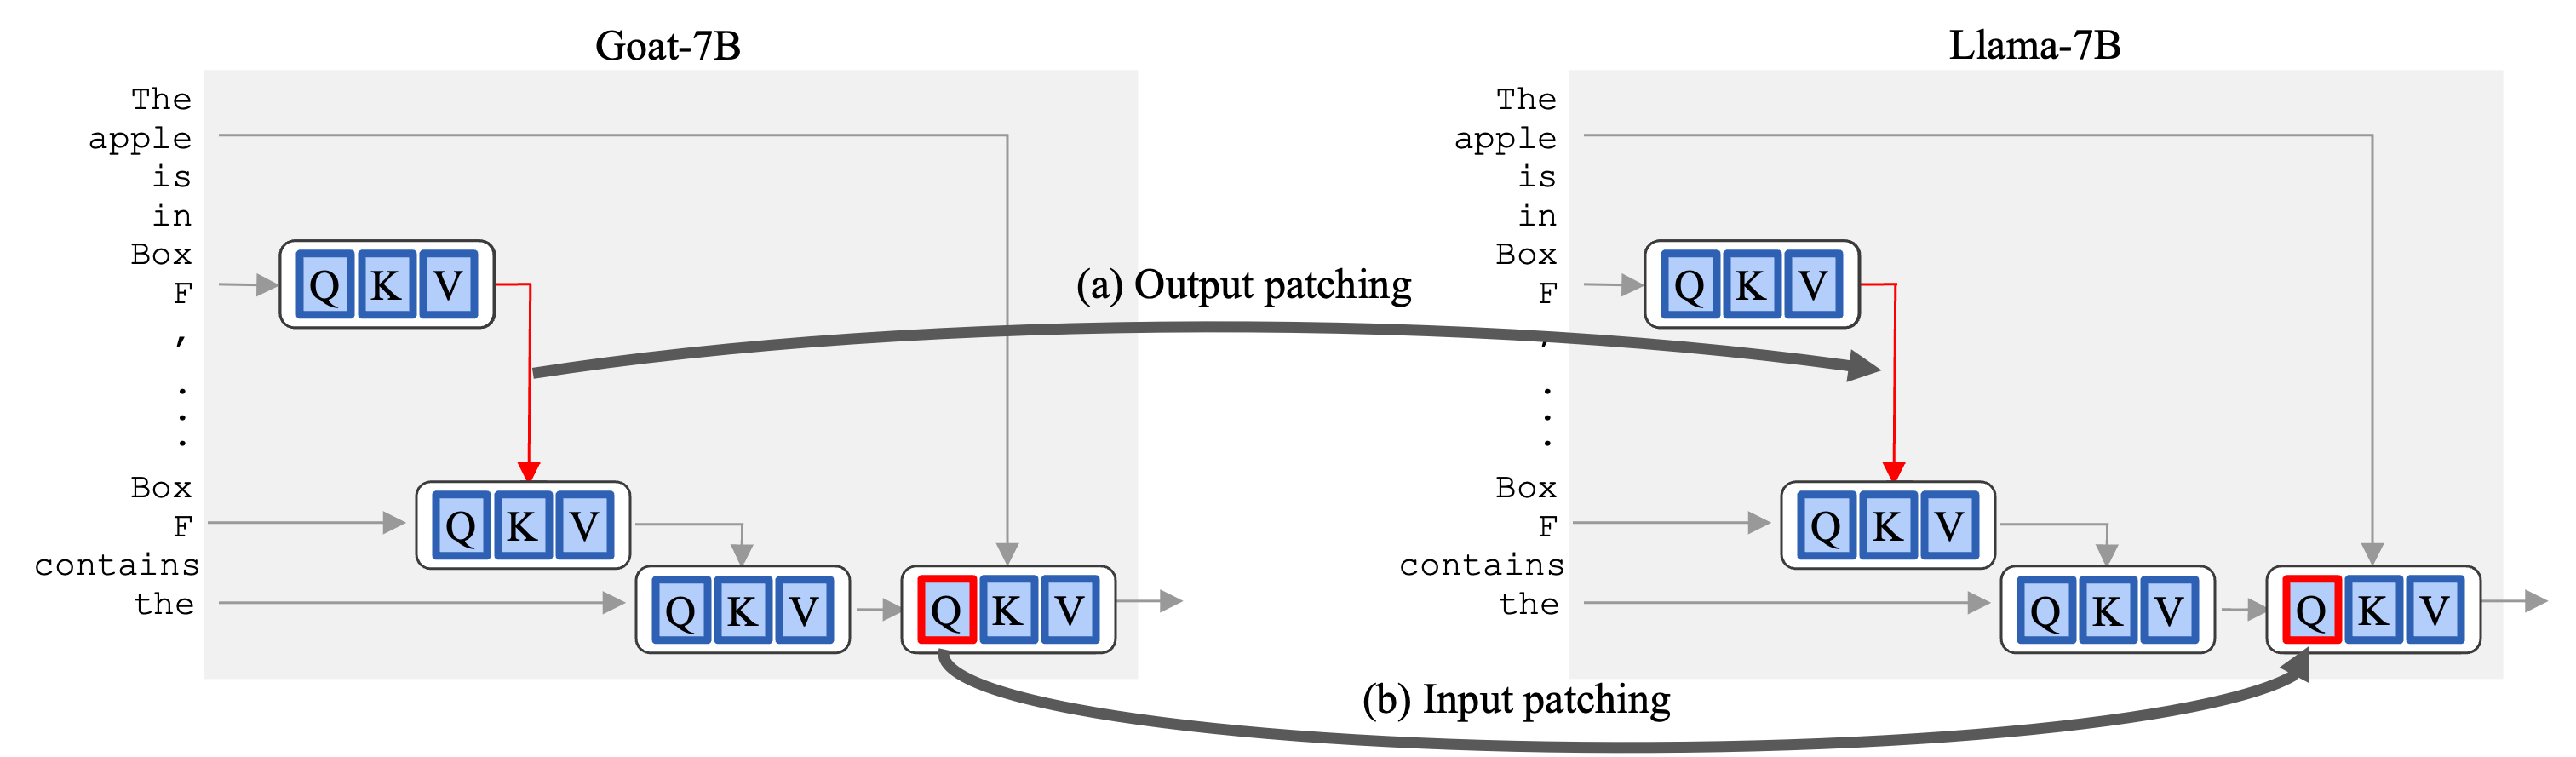 Goat-7B
The
apple
is
in
Box
F
,
.
.
.
Box
F
contains
the
Q K V
Q K V
Q K V
Q K V
(a) Output patching
(b) Input patching
Llama-7B
The
apple
is
in
Box
F
,
.
.
.
Box
F
contains
the
Q K V
Q K V
Q K V
Q K V